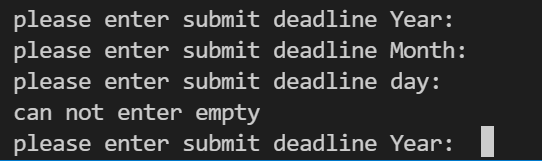 please enter submit deadline Year:
please enter submit deadline Month:
please enter submit deadline day:
can not enter empty
please enter submit deadline Year: